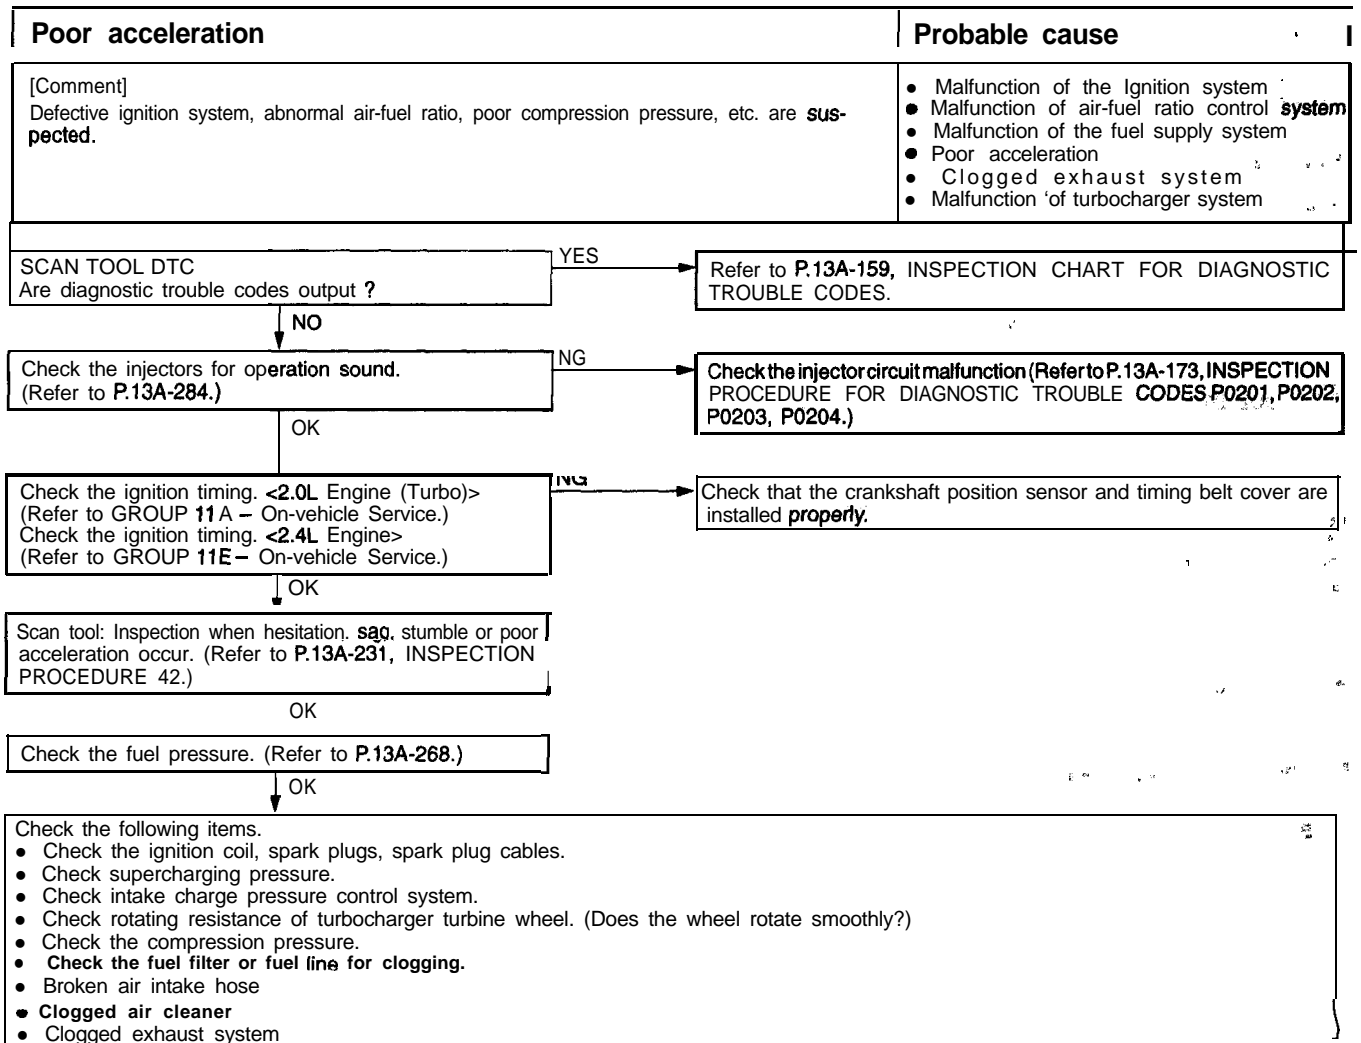 Poor acceleration
Probable cause
[Comment]
Defective ignition system, abnormal air-fuel ratio, poor compression pressure, etc. are sus-
pected.
● Malfunction of the Ignition system
● Malfunction of air-fuel ratio control system
● Malfunction of the fuel supply system
● Poor acceleration
● Clogged exhaust system
● Malfunction 'of turbocharger system
SCAN TOOL DTC
Are diagnostic trouble codes output ?
YES
Refer to P.13A-159, INSPECTION CHART FOR DIAGNOSTIC
TROUBLE CODES.
NO
Check the injectors for operation sound.
(Refer to P.13A-284.)
NG
Check the injector circuit malfunction (Refer to P.13A-173, INSPECTION
PROCEDURE FOR DIAGNOSTIC TROUBLE CODES P0201, P0202,
P0203, P0204.)
OK
Check the ignition timing. <2.0L Engine (Turbo)>
(Refer to GROUP 11A – On-vehicle Service.)
Check the ignition timing. <2.4L Engine>
(Refer to GROUP 11E – On-vehicle Service.)
NG
Check that the crankshaft position sensor and timing belt cover are
installed properly.
OK
Scan tool: Inspection when hesitation. sag, stumble or poor
acceleration occur. (Refer to P.13A-231, INSPECTION
PROCEDURE 42.)
OK
Check the fuel pressure. (Refer to P.13A-268.)
OK
Check the following items.
● Check the ignition coil, spark plugs, spark plug cables.
● Check supercharging pressure.
● Check intake charge pressure control system.
● Check rotating resistance of turbocharger turbine wheel. (Does the wheel rotate smoothly?)
● Check the compression pressure.
● Check the fuel filter or fuel line for clogging.
● Broken air intake hose
● Clogged air cleaner
● Clogged exhaust system